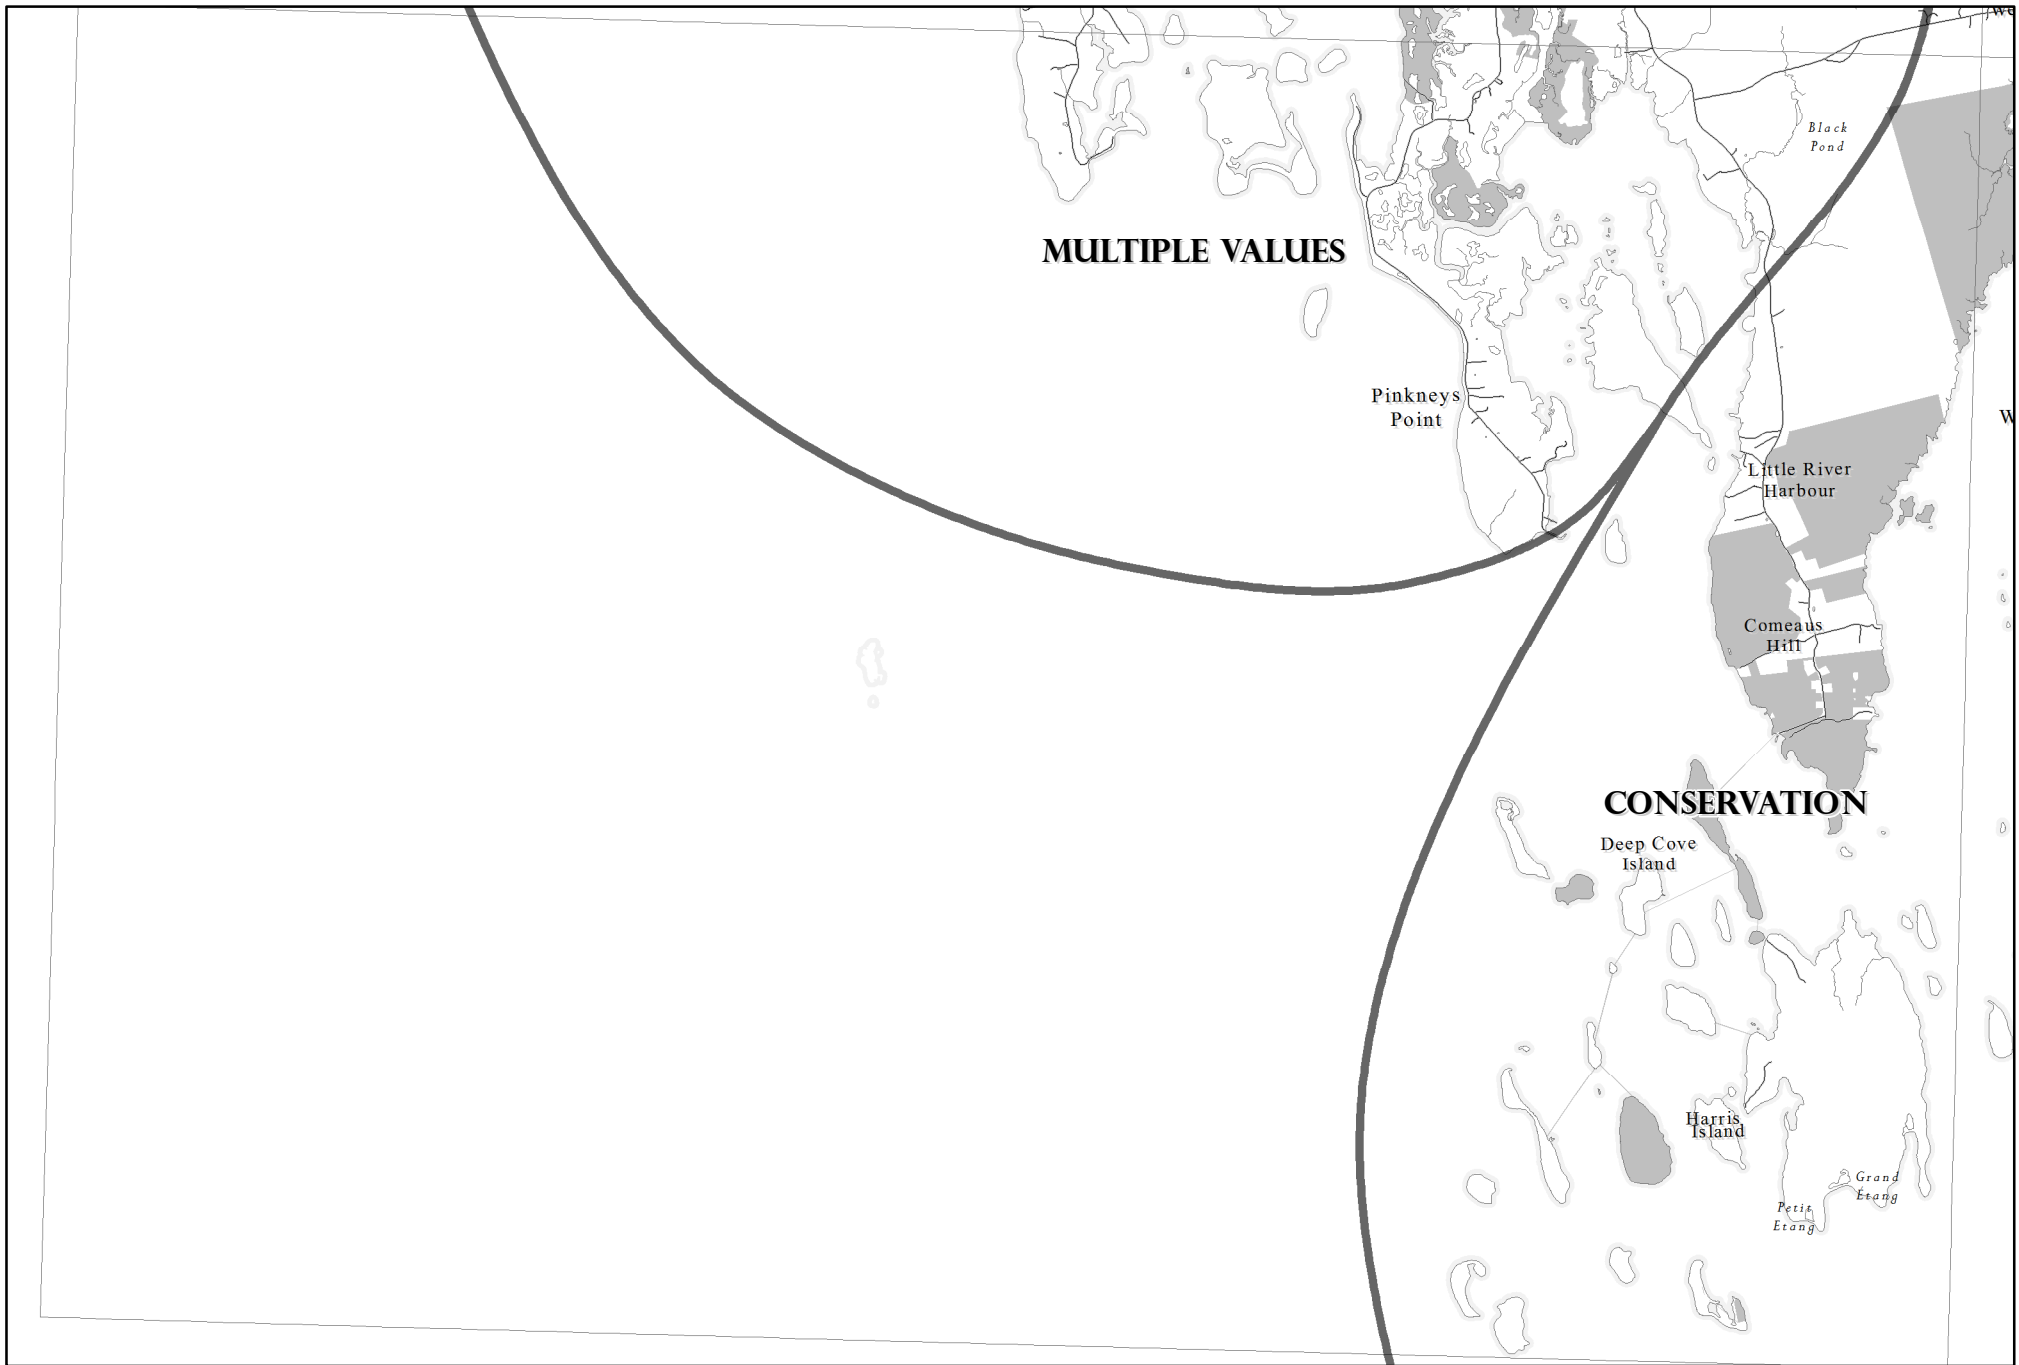 Black
Pond
MULTIPLE VALUES
Pinkneys
Point
Little River
Harbour
Comeaus
Hill
CONSERVATION
Deep Cove
Island
Harris
Island
Grand
Étang
Petit
Etang